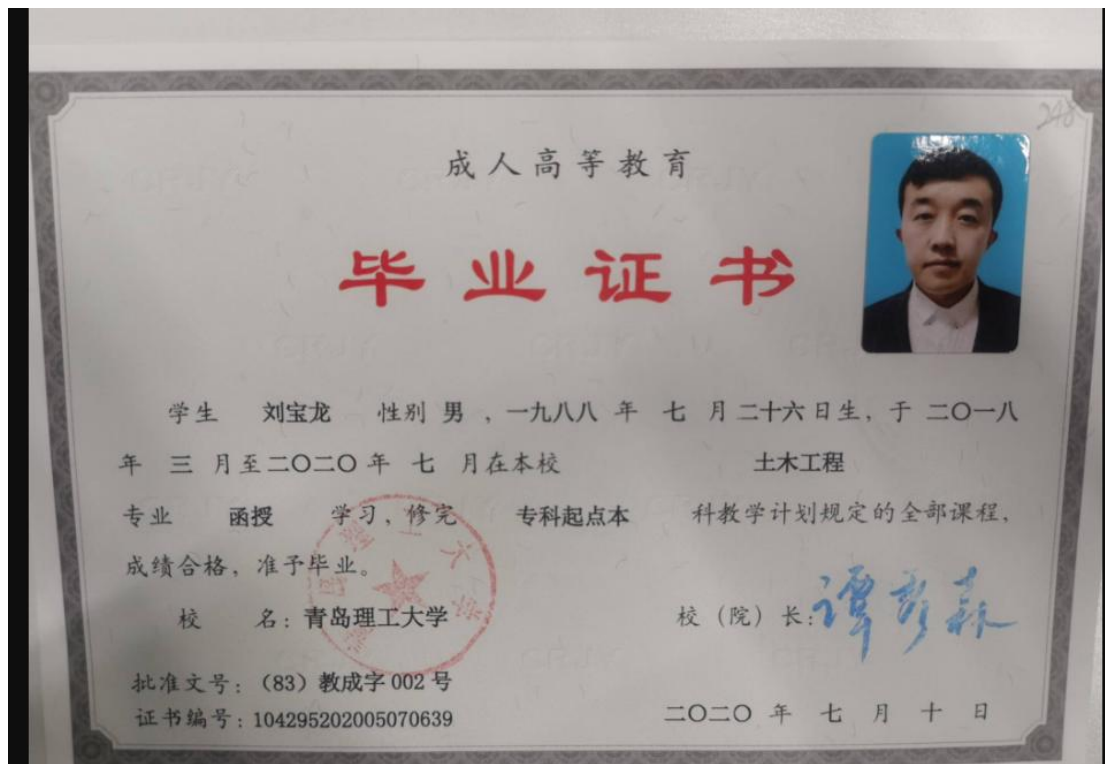 248
成人高等教育
毕业证书
学生 刘宝龙 性别 男 ，一九八八 年 七 月 二十六 日生，于 二〇一八
年 三 月至二〇二〇 年 七 月在本校 土木工程
专业 函授 学习，修完 专科起点本 科教学计划规定的全部课程，
成绩合格，准予毕业。
校 名：青岛理工大学 校（院）长：谭彦森
批准文号：（83）教成字 002 号
证书编号：104295202005070639 二〇二〇 年 七 月 十 日